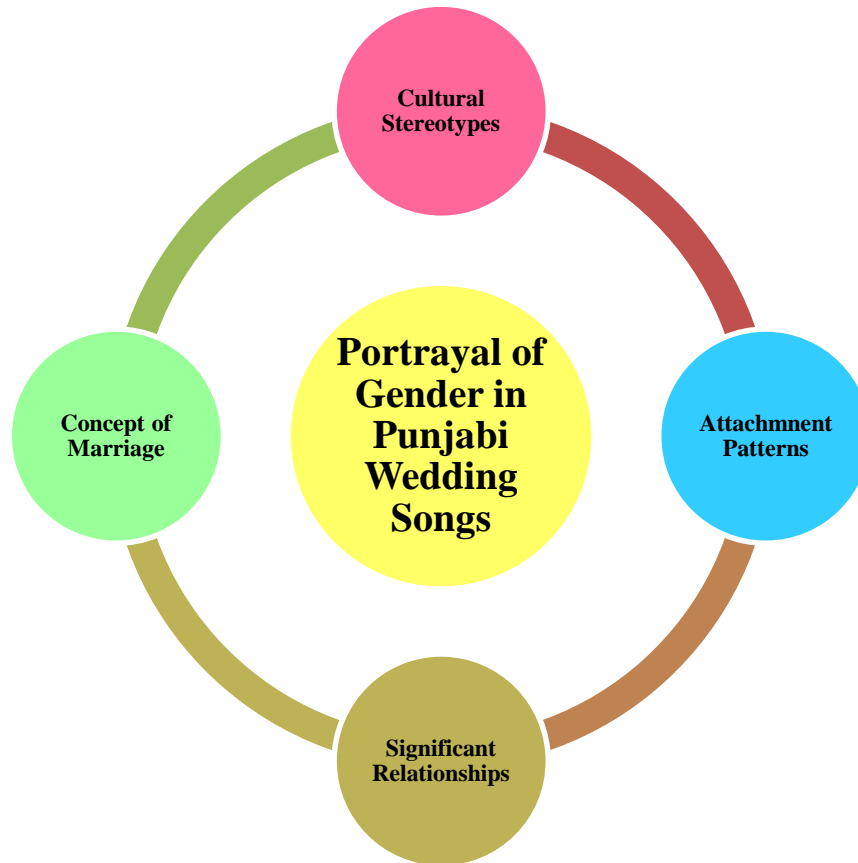 Cultural
Stereotypes
Portrayal of
Gender in
Punjabi
Wedding
Songs
Concept of
Marriage
Attachmnent
Patterns
Significant
Relationships